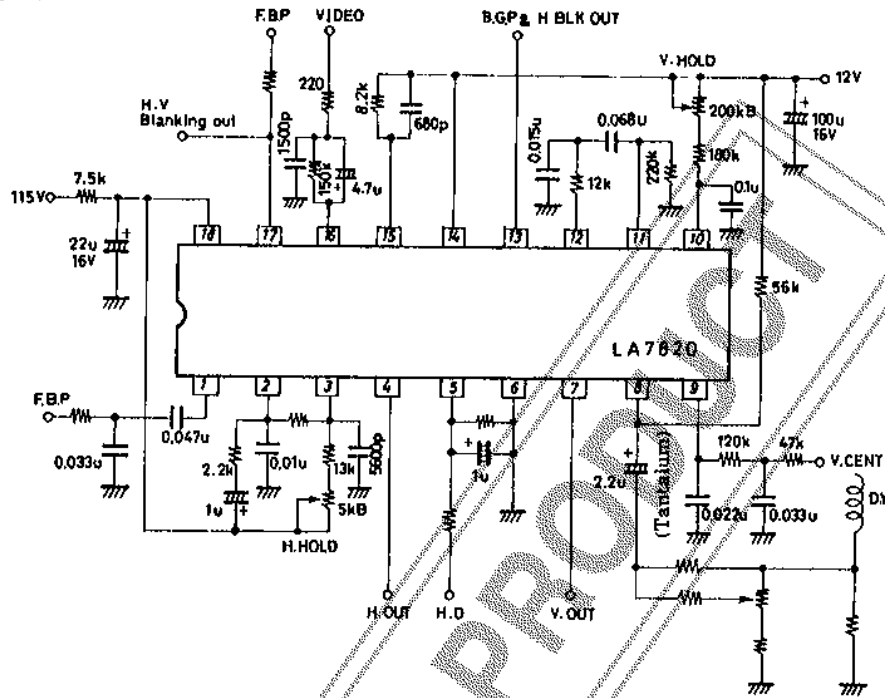 F.B.P VIDEO B.G.P & H BLK OUT
V. HOLD
12V
220 8.2k 680p 200kB 100u 16V
H.V
Blanking out
1500p 150k 4.7u 0.015u 0.068u 12k 220k 180k 0.1u
7.5k
115V
22u
16V
18 17 16 15 14 13 12 11 10
56k
LA7820
1 2 3 4 5 6 7 8 9
F.B.P
0.047u
0.033u
2.2k 0.01u 13k 5600p 1u
1u 5kB
H.HOLD
2.2u (Tantalum)
120k 47k
V.CENT
0.022u 0.033u
DY
H.OUT H.D V.OUT
PRODUCT